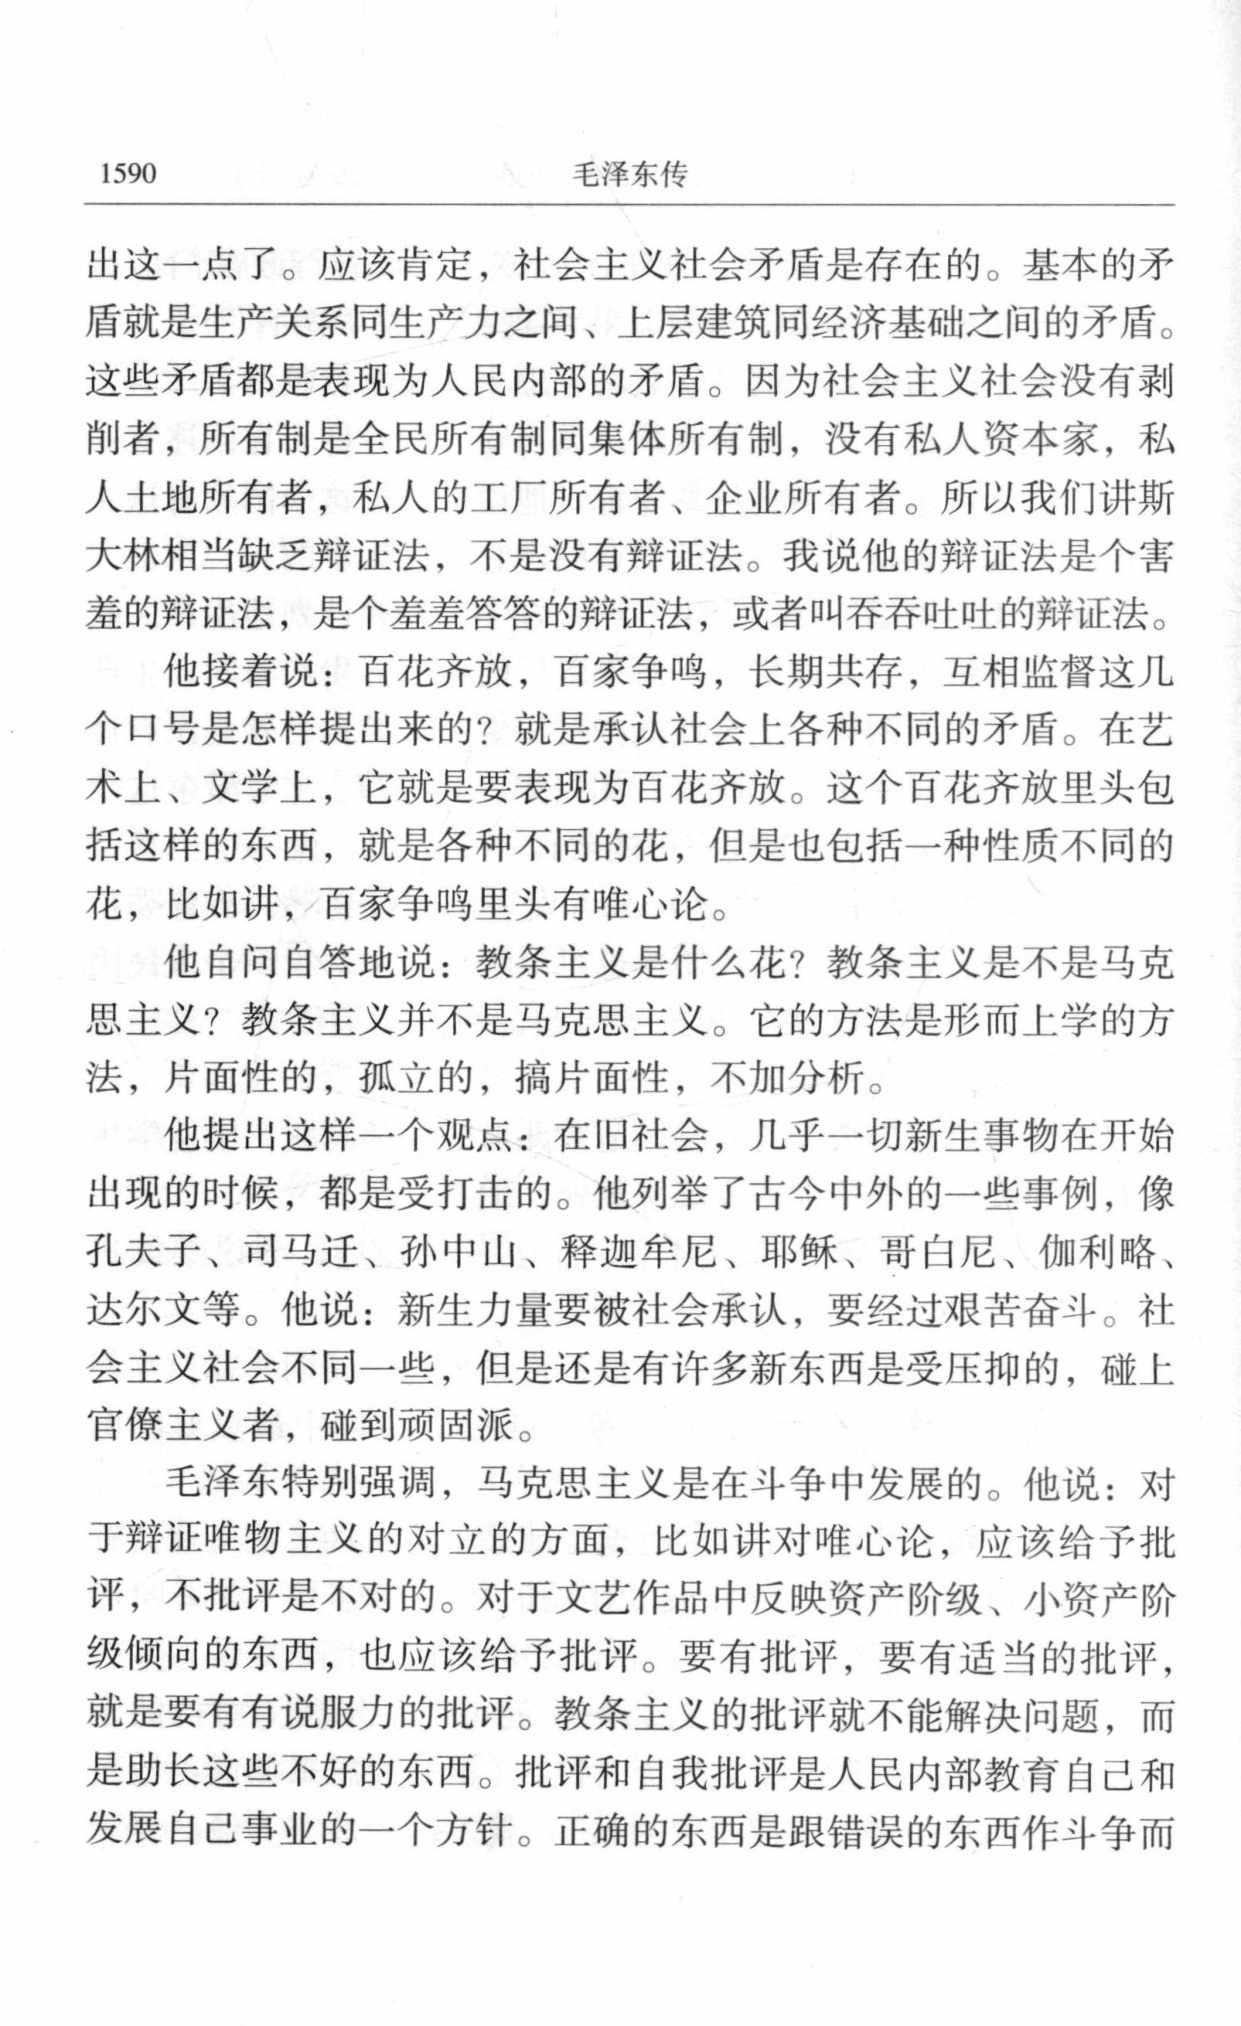 1590
毛泽东传
出这一点了。应该肯定，社会主义社会矛盾是存在的。基本的矛
盾就是生产关系同生产力之间、上层建筑同经济基础之间的矛盾。
这些矛盾都是表现为人民内部的矛盾。因为社会主义社会没有剥
削者，所有制是全民所有制同集体所有制，没有私人资本家，私
人土地所有者，私人的工厂所有者、企业所有者。所以我们讲斯
大林相当缺乏辩证法，不是没有辩证法。我说他的辩证法是个害
羞的辩证法，是个羞羞答答的辩证法，或者叫吞吞吐吐的辩证法。
他接着说：百花齐放，百家争鸣，长期共存，互相监督这几
个口号是怎样提出来的？就是承认社会上各种不同的矛盾。在艺
术上、文学上，它就是要表现为百花齐放。这个百花齐放里头包
括这样的东西，就是各种不同的花，但是也包括一种性质不同的
花，比如讲，百家争鸣里头有唯心论。
他自问自答地说：教条主义是什么花？教条主义是不是马克
思主义？教条主义并不是马克思主义。它的方法是形而上学的方
法，片面性的，孤立的，搞片面性，不加分析。
他提出这样一个观点：在旧社会，几乎一切新生事物在开始
出现的时候，都是受打击的。他列举了古今中外的一些事例，像
孔夫子、司马迁、孙中山、释迦牟尼、耶稣、哥白尼、伽利略、
达尔文等。他说：新生力量要被社会承认，要经过艰苦奋斗。社
会主义社会不同一些，但是还是有许多新东西是受压抑的，碰上
官僚主义者，碰到顽固派。
毛泽东特别强调，马克思主义是在斗争中发展的。他说：对
于辩证唯物主义的对立的方面，比如讲对唯心论，应该给予批
评，不批评是不对的。对于文艺作品中反映资产阶级、小资产阶
级倾向的东西，也应该给予批评。要有批评，要有适当的批评，
就是要有有说服力的批评。教条主义的批评就不能解决问题，而
是助长这些不好的东西。批评和自我批评是人民内部教育自己和
发展自己事业的一个方针。正确的东西是跟错误的东西作斗争而